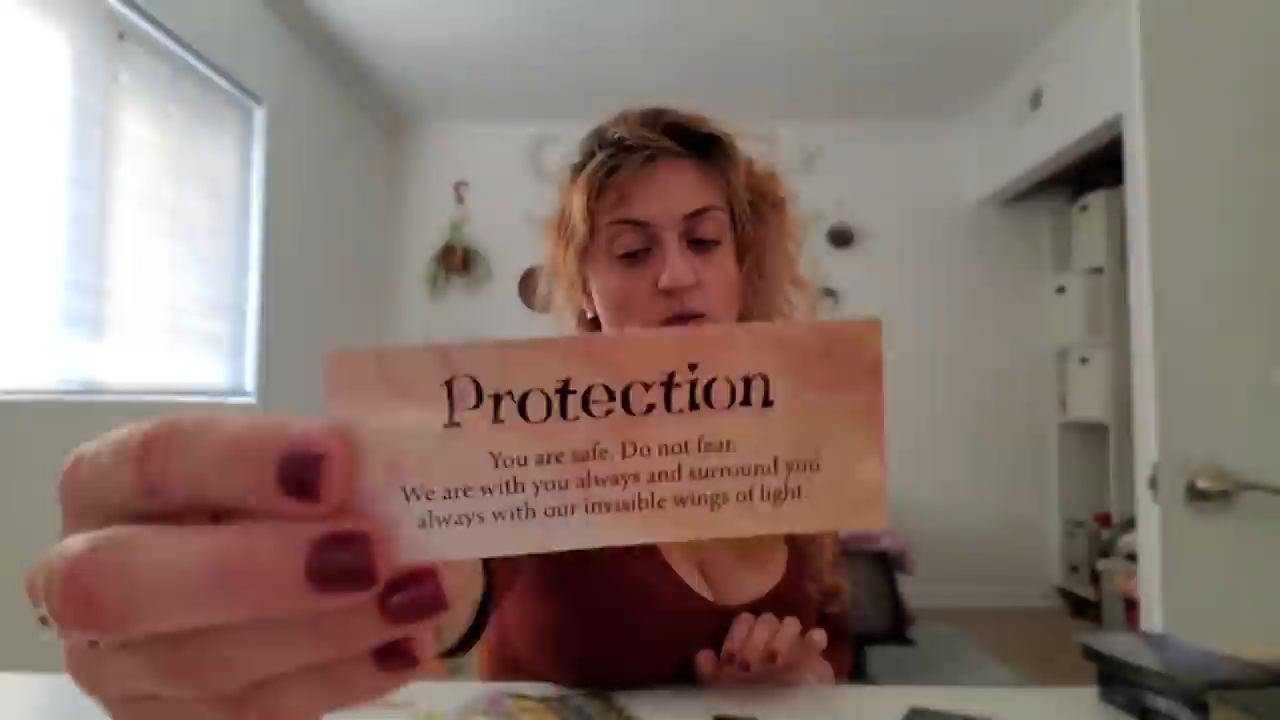 Protection
You are safe. Do not fear.
We are with you always and surround you
always with our invisible wings of light.